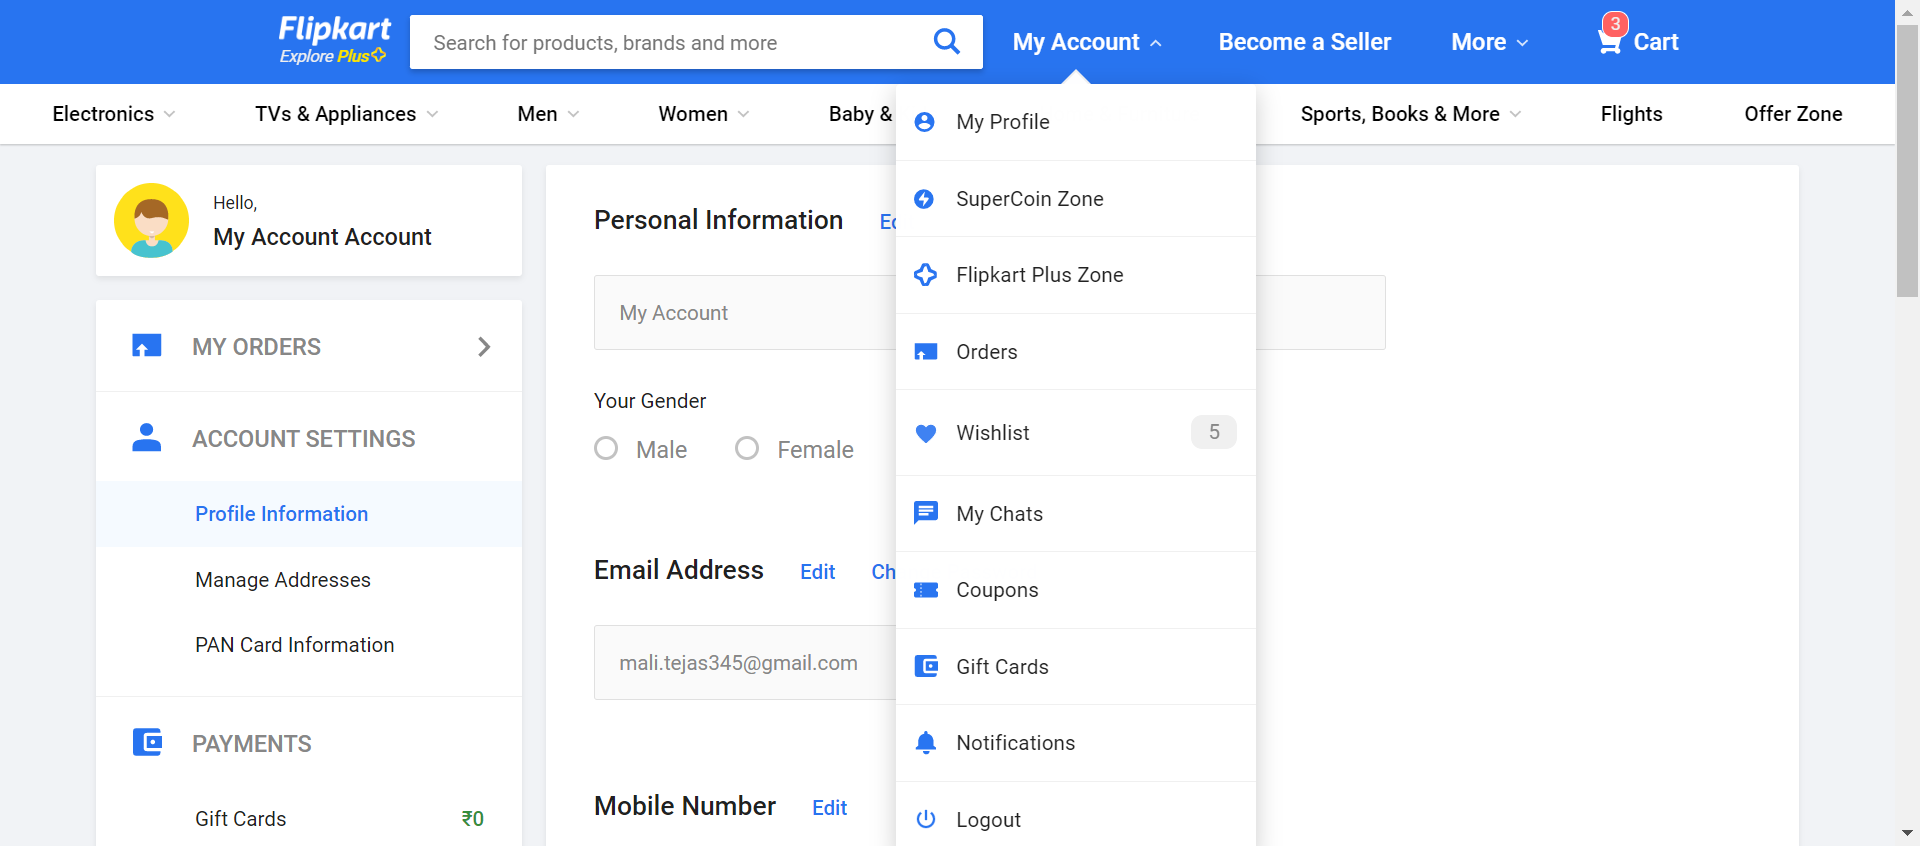 Flipkart
Explore Plus
Search for products, brands and more
My Account
Become a Seller
More
3
Cart
Electronics
TVs & Appliances
Men
Women
Baby &
Sports, Books & More
Flights
Offer Zone
Hello,
My Account Account
MY ORDERS
ACCOUNT SETTINGS
Profile Information
Manage Addresses
PAN Card Information
PAYMENTS
Gift Cards ₹0
Personal Information
My Account
Your Gender
Male Female
Email Address Edit
mali.tejas345@gmail.com
Mobile Number Edit
My Profile
SuperCoin Zone
Flipkart Plus Zone
Orders
Wishlist 5
My Chats
Coupons
Gift Cards
Notifications
Logout